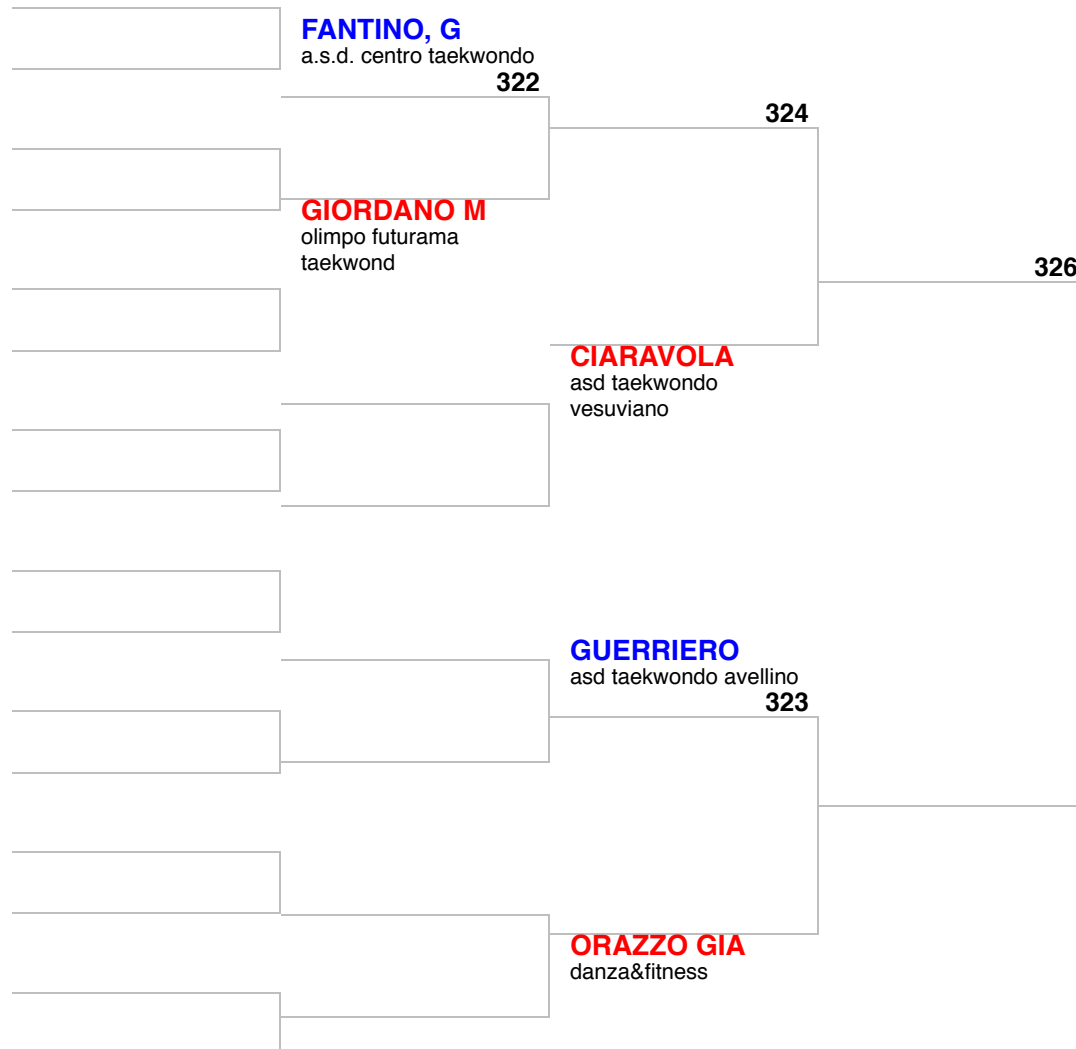 FANTINO, G
a.s.d. centro taekwondo
322
324
GIORDANO M
olimpo futurama
taekwond
326
CIARAVOLA
asd taekwondo
vesuviano
GUERRIERO
asd taekwondo avellino
323
ORAZZO GIA
danza&fitness